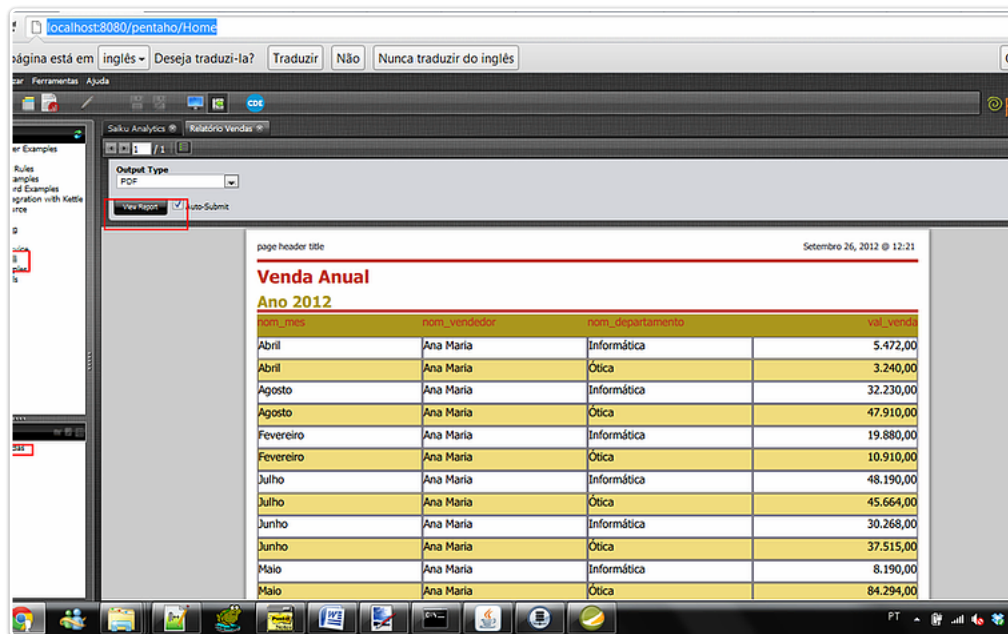 localhost:8080/pentaho/Home
página está em inglês Deseja traduzi-la? Traduzir Não Nunca traduzir do inglês
zar Ferramentas Ajuda
CDE
Saiku Analytics Relatório Vendas
er Examples
Rules
amples
rd Examples
egration with Kettle
urce
g
1 / 1
Output Type
PDF
View Report Auto-Submit
page header title Setembro 26, 2012 @ 12:21
Venda Anual
Ano 2012
nom_mes nom_vendedor nom_departamento val_venda
Abril Ana Maria Informática 5.472,00
Abril Ana Maria Ótica 3.240,00
Agosto Ana Maria Informática 32.230,00
Agosto Ana Maria Ótica 47.910,00
Fevereiro Ana Maria Informática 19.880,00
Fevereiro Ana Maria Ótica 10.910,00
Julho Ana Maria Informática 48.190,00
Julho Ana Maria Ótica 45.664,00
Junho Ana Maria Informática 30.268,00
Junho Ana Maria Ótica 37.515,00
Maio Ana Maria Informática 8.190,00
Maio Ana Maria Ótica 84.294,00
das
PT